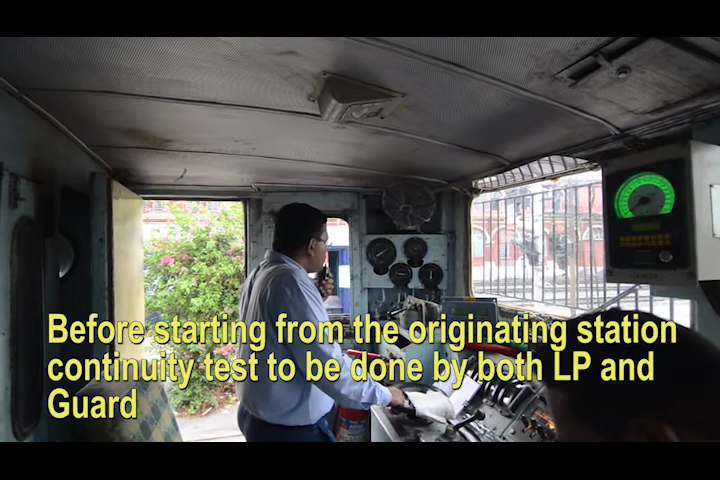 Before starting from the originating station
continuity test to be done by both LP and
Guard